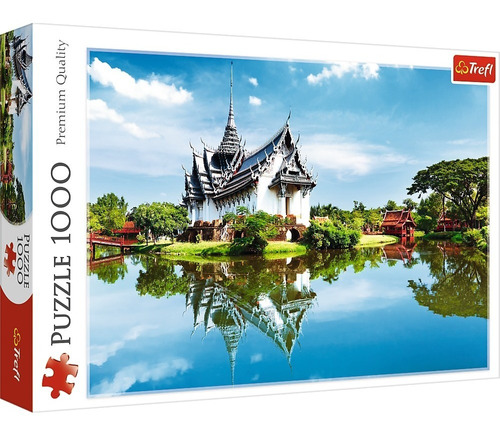 Trefl
Premium Quality
PUZZLE 1000
PUZZLE
1000
Trefl